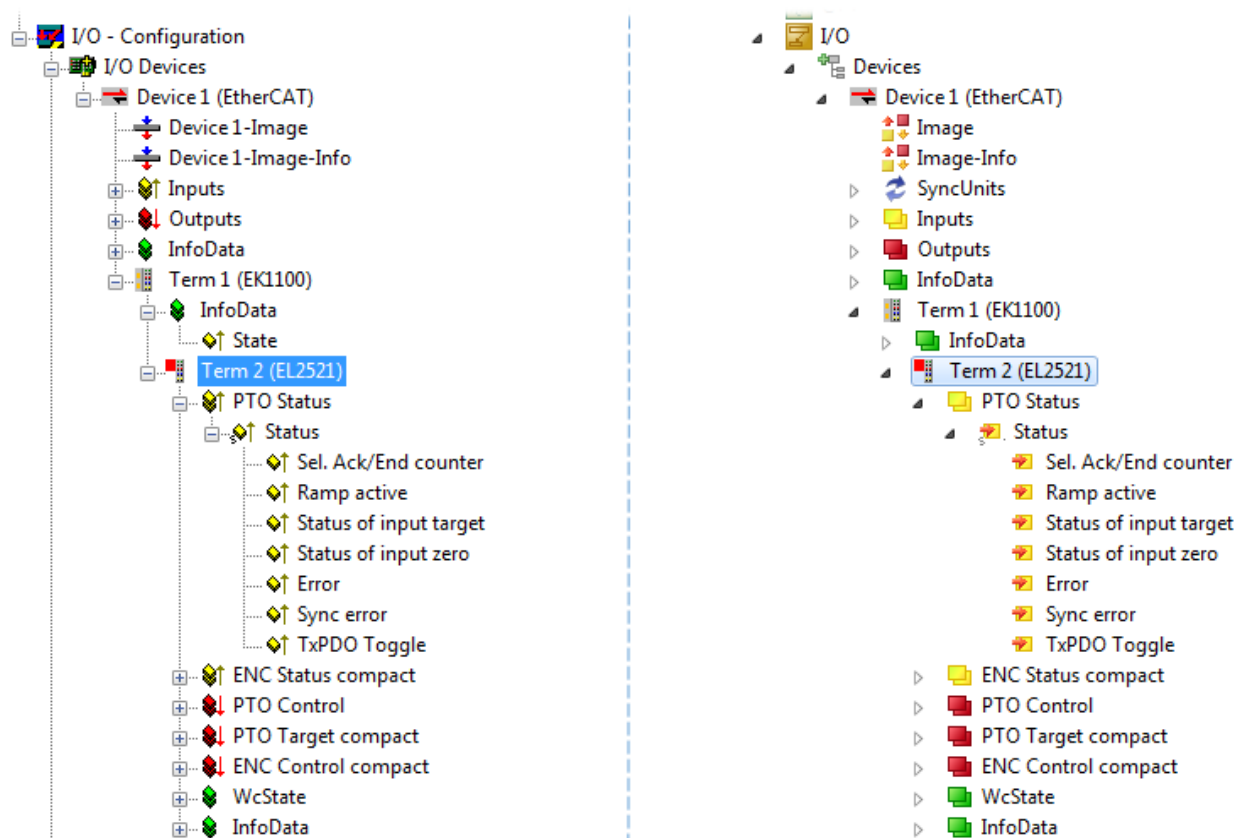 I/O - Configuration
I/O Devices
Device 1 (EtherCAT)
Device 1-Image
Device 1-Image-Info
Inputs
Outputs
InfoData
Term 1 (EK1100)
InfoData
State
Term 2 (EL2521)
PTO Status
Status
Sel. Ack/End counter
Ramp active
Status of input target
Status of input zero
Error
Sync error
TxPDO Toggle
ENC Status compact
PTO Control
PTO Target compact
ENC Control compact
WcState
InfoData
I/O
Devices
Device 1 (EtherCAT)
Image
Image-Info
SyncUnits
Inputs
Outputs
InfoData
Term 1 (EK1100)
InfoData
Term 2 (EL2521)
PTO Status
Status
Sel. Ack/End counter
Ramp active
Status of input target
Status of input zero
Error
Sync error
TxPDO Toggle
ENC Status compact
PTO Control
PTO Target compact
ENC Control compact
WcState
InfoData